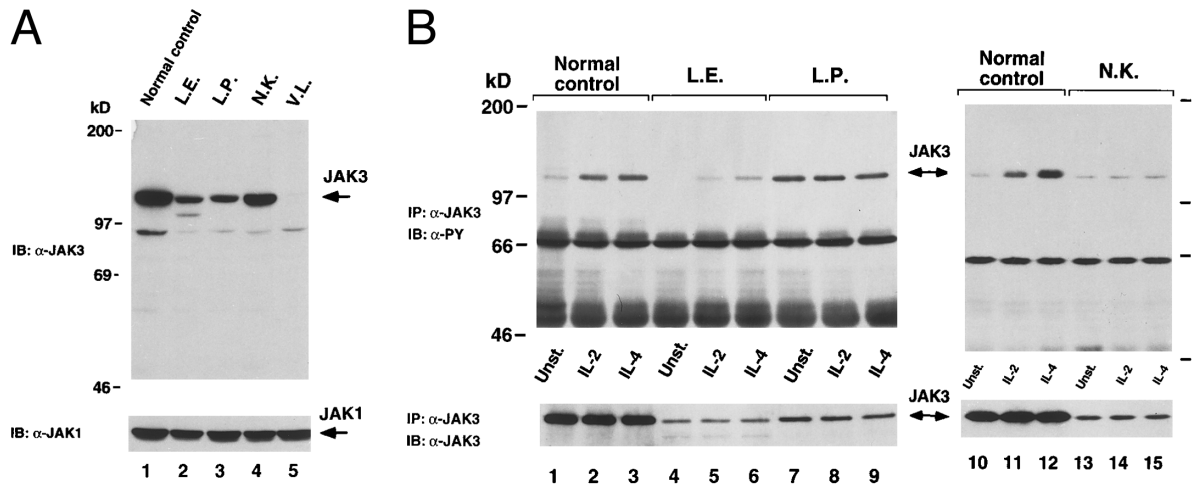 A
Normal control
L.E.
L.P.
N.K.
V.L.
kD
200
JAK3
97
IB: α-JAK3
69
46
JAK1
IB: α-JAK1
1 2 3 4 5
B
Normal control
L.E.
L.P.
kD
200
JAK3
97
IP: α-JAK3
IB: α-PY
66
46
Unst. IL-2 IL-4 Unst. IL-2 IL-4 Unst. IL-2 IL-4
JAK3
IP: α-JAK3
IB: α-JAK3
1 2 3 4 5 6 7 8 9
Normal control
N.K.
Unst. IL-2 IL-4 Unst. IL-2 IL-4
10 11 12 13 14 15